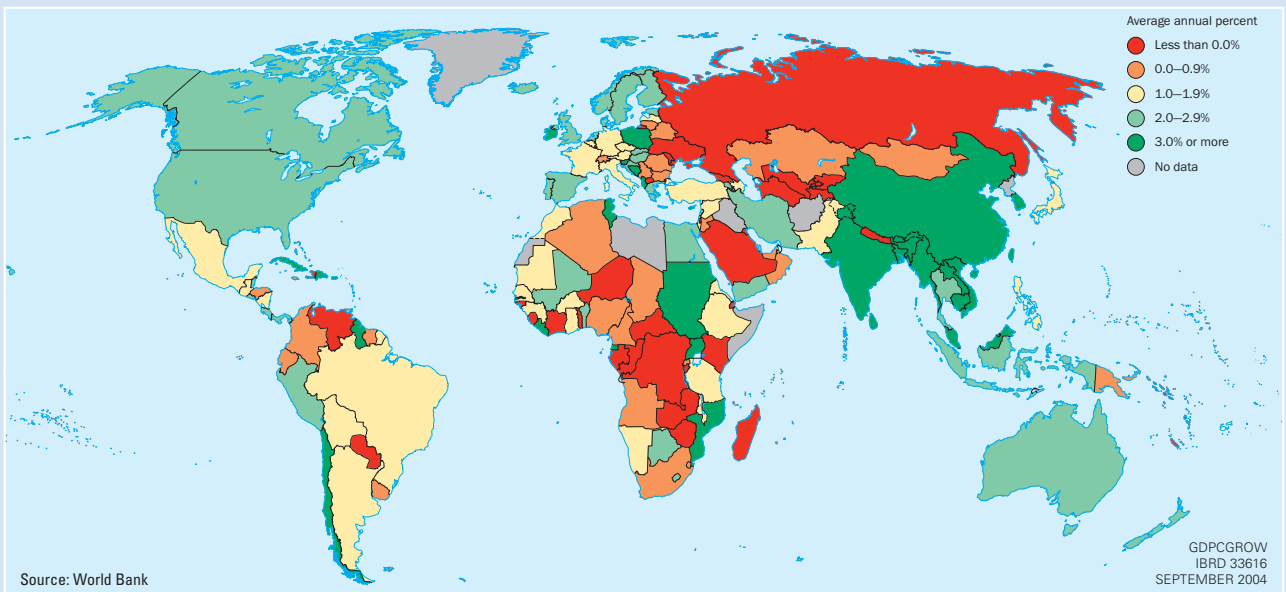 Average annual percent
Less than 0.0%
0.0–0.9%
1.0–1.9%
2.0–2.9%
3.0% or more
No data
Source: World Bank
GDPCGROW
IBRD 33616
SEPTEMBER 2004